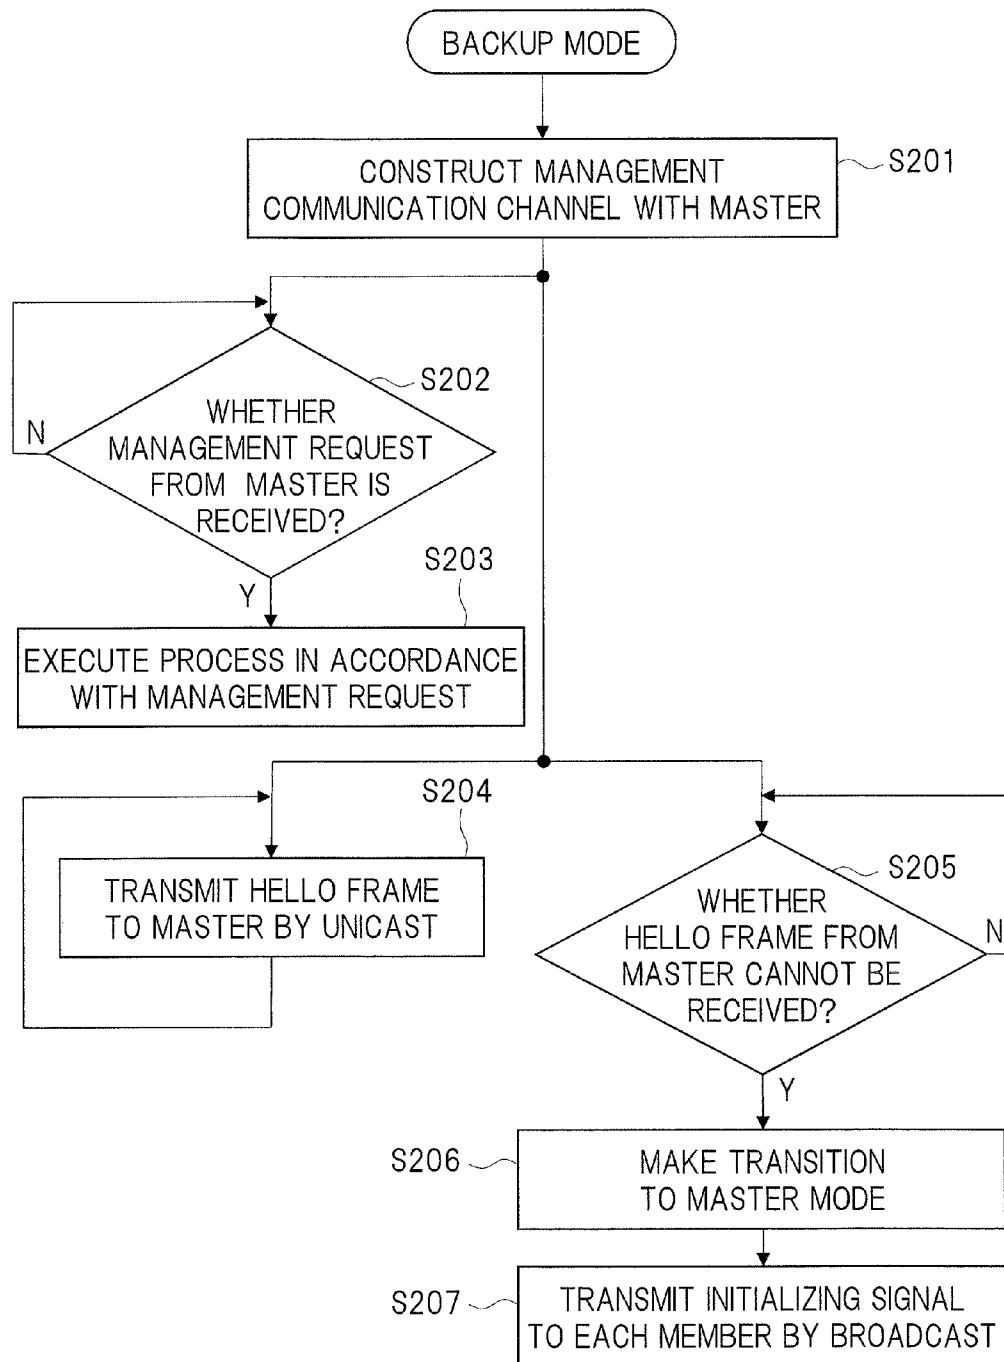 BACKUP MODE
S201
CONSTRUCT MANAGEMENT
COMMUNICATION CHANNEL WITH MASTER
S202
WHETHER
MANAGEMENT REQUEST
FROM MASTER IS
RECEIVED?
N
Y
S203
EXECUTE PROCESS IN ACCORDANCE
WITH MANAGEMENT REQUEST
S204
TRANSMIT HELLO FRAME
TO MASTER BY UNICAST
S205
WHETHER
HELLO FRAME FROM
MASTER CANNOT BE
RECEIVED?
N
Y
S206
MAKE TRANSITION
TO MASTER MODE
S207
TRANSMIT INITIALIZING SIGNAL
TO EACH MEMBER BY BROADCAST